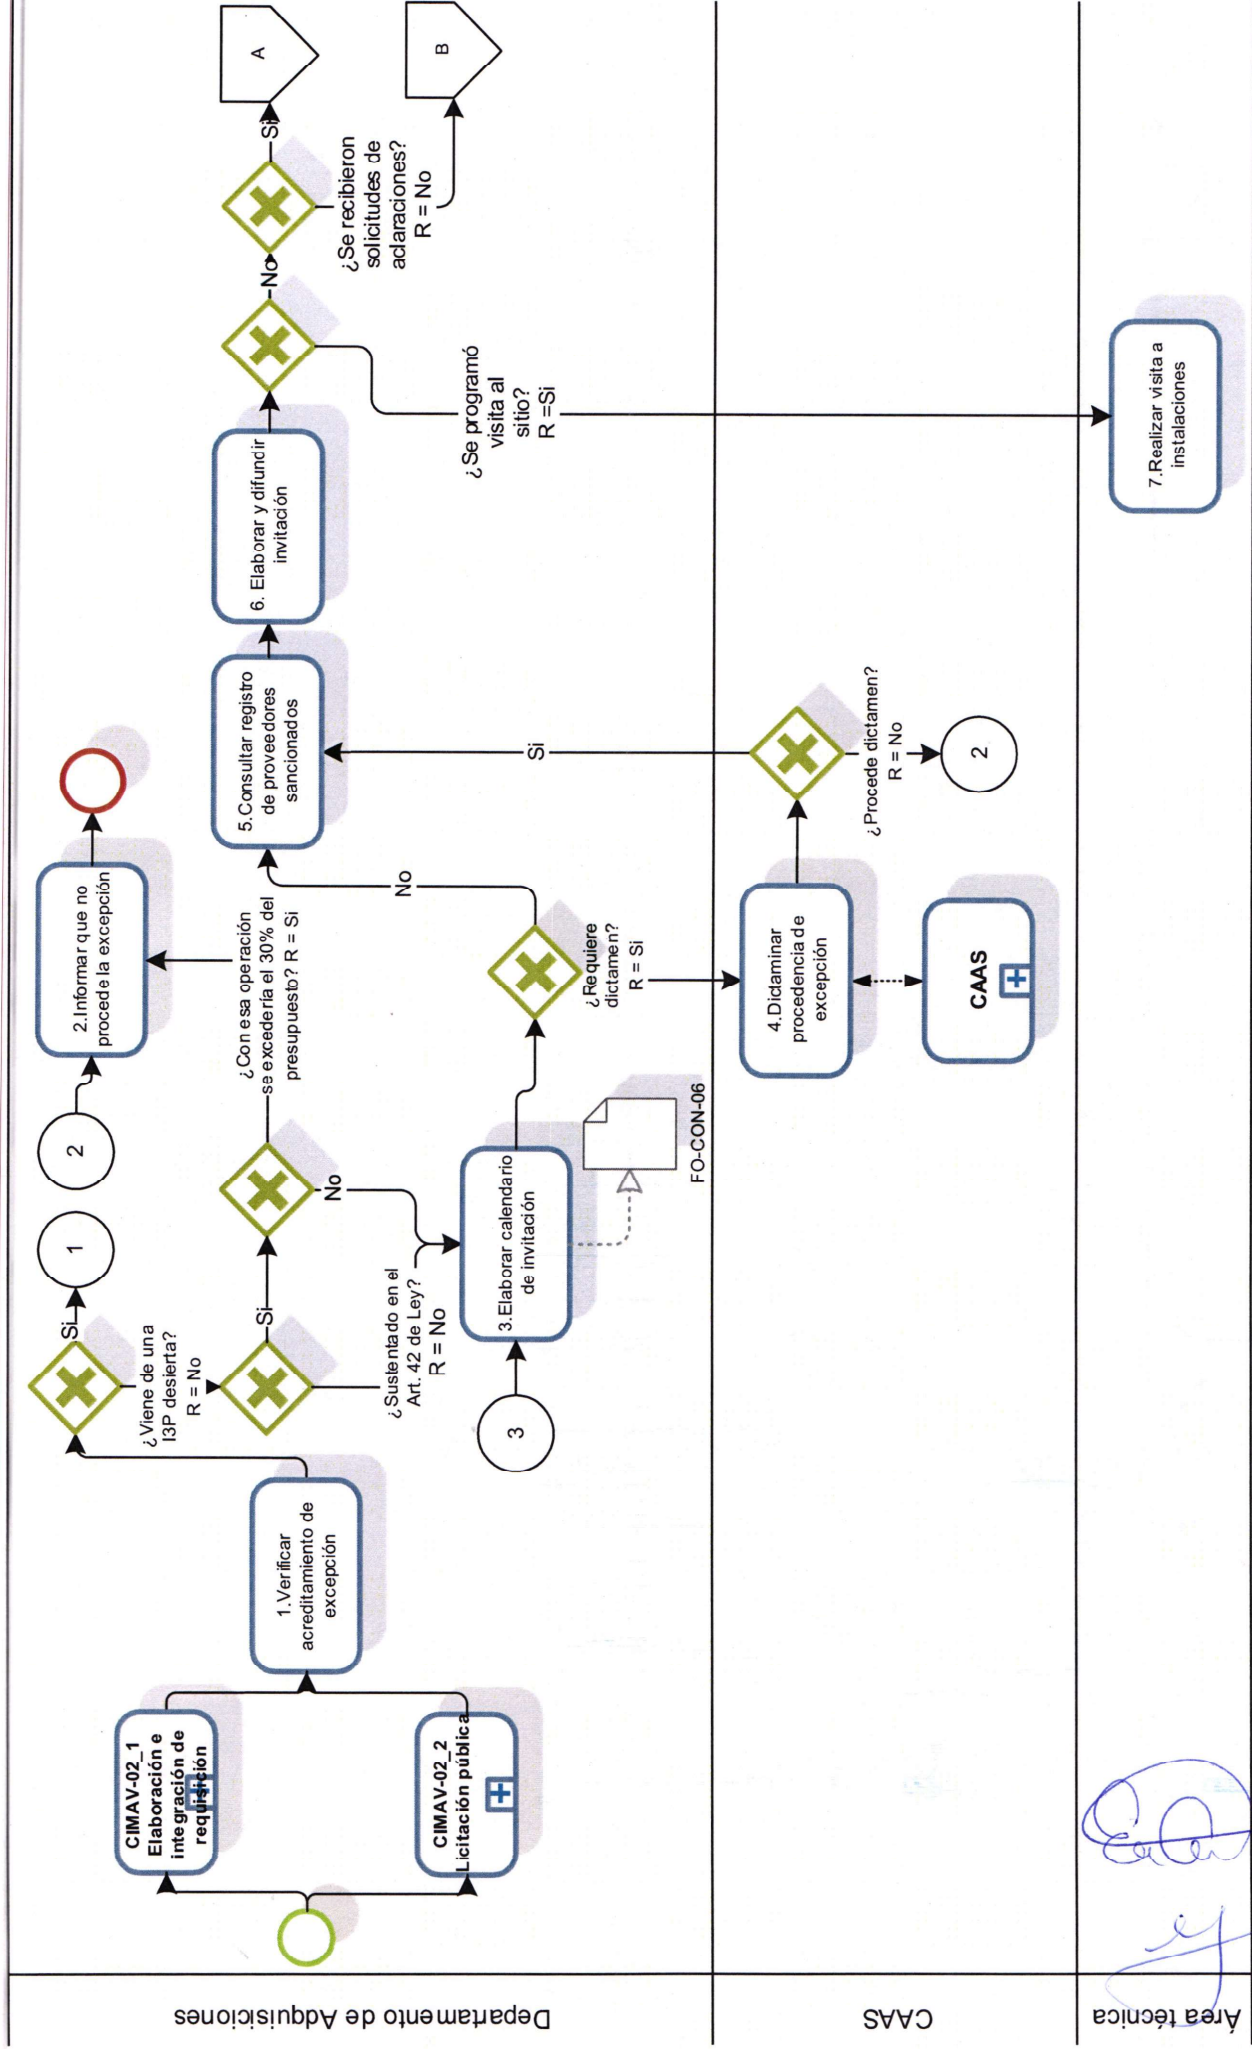 Departamento de Adquisiciones
CIMAV-02_1
Elaboración e
integración de
requisición
CIMAV-02_2
Licitación pública
1.Verificar
acreditamiento de
excepción
Si
1
¿Viene de una
I3P desierta?
R = No
2
2.Informar que no
procede la excepción
Si
¿Sustentado en el
Art. 42 de Ley?
R = No
¿Con esa operación
se excedería el 30% del
presupuesto? R = Si
No
3
3.Elaborar calendario
de invitación
FO-CON-06
¿Requiere
dictamen?
R = Si
No
5.Consultar registro
de proveedores
sancionados
6. Elaborar y difundir
invitación
¿Se programó
visita al
sitio?
R =Si
No
¿Se recibieron
solicitudes de
aclaraciones?
R = No
Si
A
B
CAAS
4.Dictaminar
procedencia de
excepción
CAAS
¿Procede dictamen?
R = No
Si
2
Área técnica
7.Realizar visita a
instalaciones